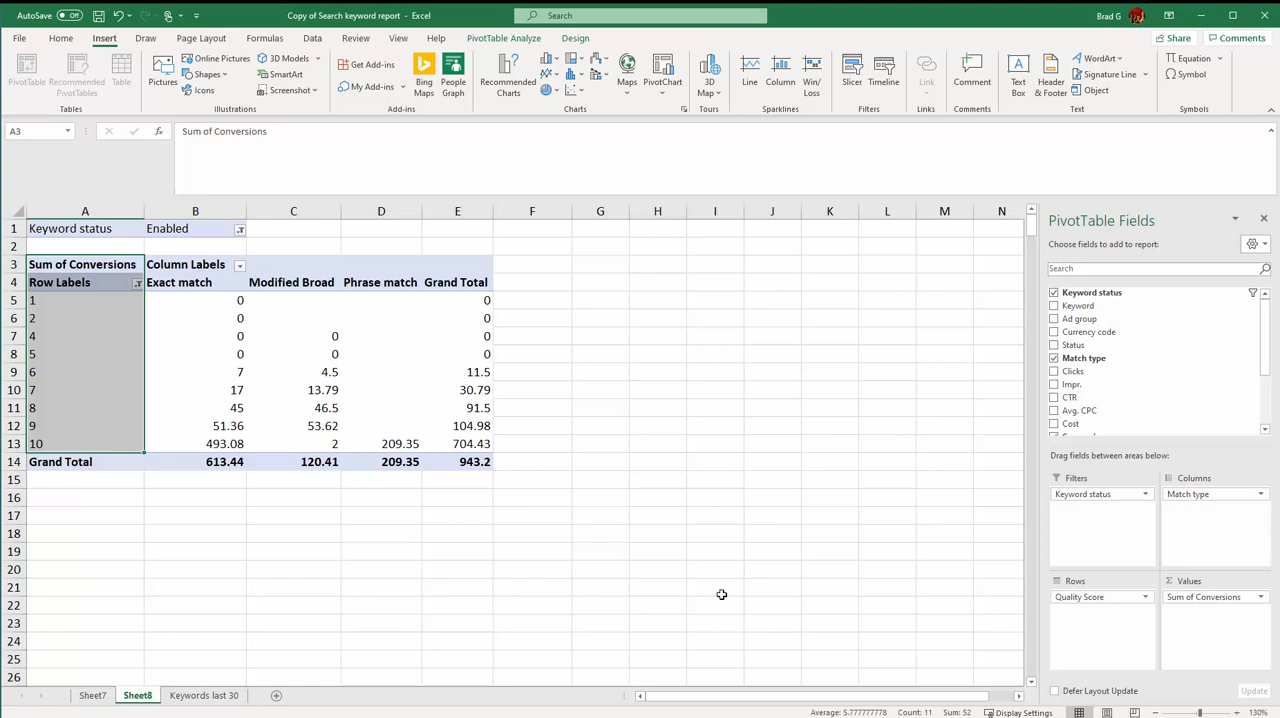 AutoSave Off Copy of Search keyword report - Excel Search Brad G
File Home Insert Draw Page Layout Formulas Data Review View Help PivotTable Analyze Design Share Comments
PivotTable Recommended PivotTables Table Pictures Online Pictures Shapes Icons 3D Models SmartArt Screenshot Get Add-ins My Add-ins Bing Maps People Graph Recommended Charts Maps PivotChart 3D Map Line Column Win Loss Slicer Timeline Link Comment Text Box Header & Footer WordArt Signature Line Object Equation Symbol
Tables Illustrations Add-ins Charts Tours Sparklines Filters Links Comments Text Symbols
A3 fx Sum of Conversions
A B C D E F G H I J K L M N
1 Keyword status Enabled
2
3 Sum of Conversions Column Labels
4 Row Labels Exact match Modified Broad Phrase match Grand Total
5 1 0 0
6 2 0 0
7 4 0 0 0
8 5 0 0 0
9 6 7 4.5 11.5
10 7 17 13.79 30.79
11 8 45 46.5 91.5
12 9 51.36 53.62 104.98
13 10 493.08 2 209.35 704.43
14 Grand Total 613.44 120.41 209.35 943.2
15
16
17
18
19
20
21
22
23
24
25
26
PivotTable Fields
Choose fields to add to report:
Search
Keyword status
Keyword
Ad group
Currency code
Status
Match type
Clicks
Impr.
CTR
Avg. CPC
Cost
Drag fields between areas below:
Filters Columns
Keyword status Match type
Rows Σ Values
Quality Score Sum of Conversions
Defer Layout Update Update
Sheet7 Sheet8 Keywords last 30
Average: 5.777777778 Count: 11 Sum: 52 Display Settings 130%